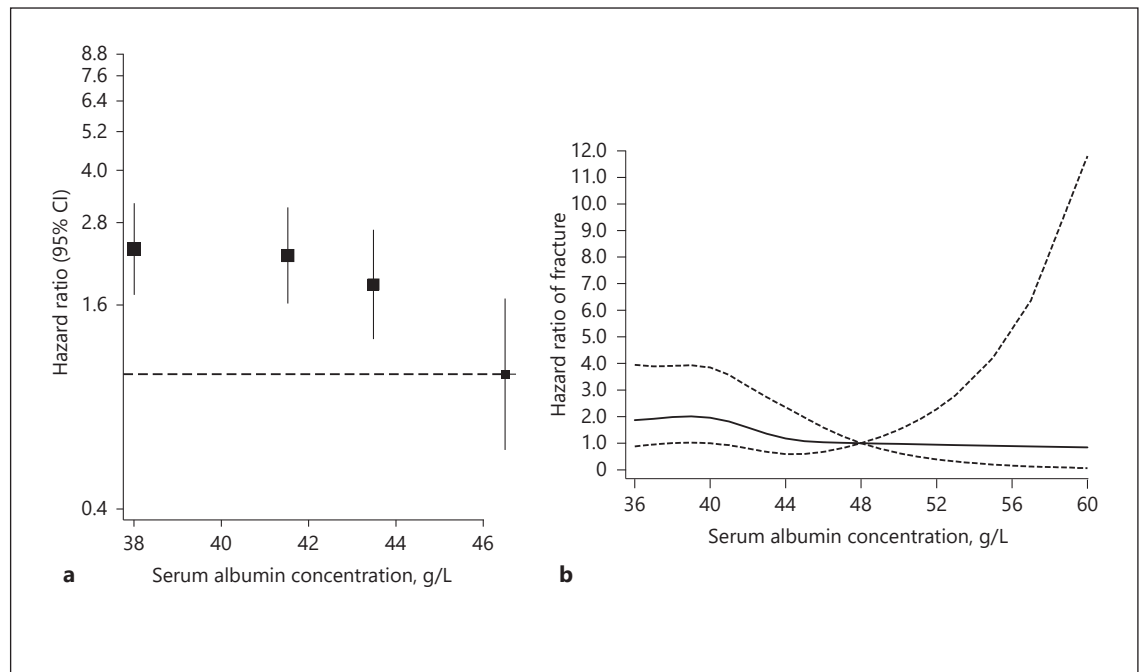 8.8
7.6
6.4
5.2
4.0
2.8
1.6
0.4
Hazard ratio (95% CI)
38 40 42 44 46
Serum albumin concentration, g/L
a
12.0
11.0
10.0
9.0
8.0
7.0
6.0
5.0
4.0
3.0
2.0
1.0
0
Hazard ratio of fracture
36 40 44 48 52 56 60
Serum albumin concentration, g/L
b